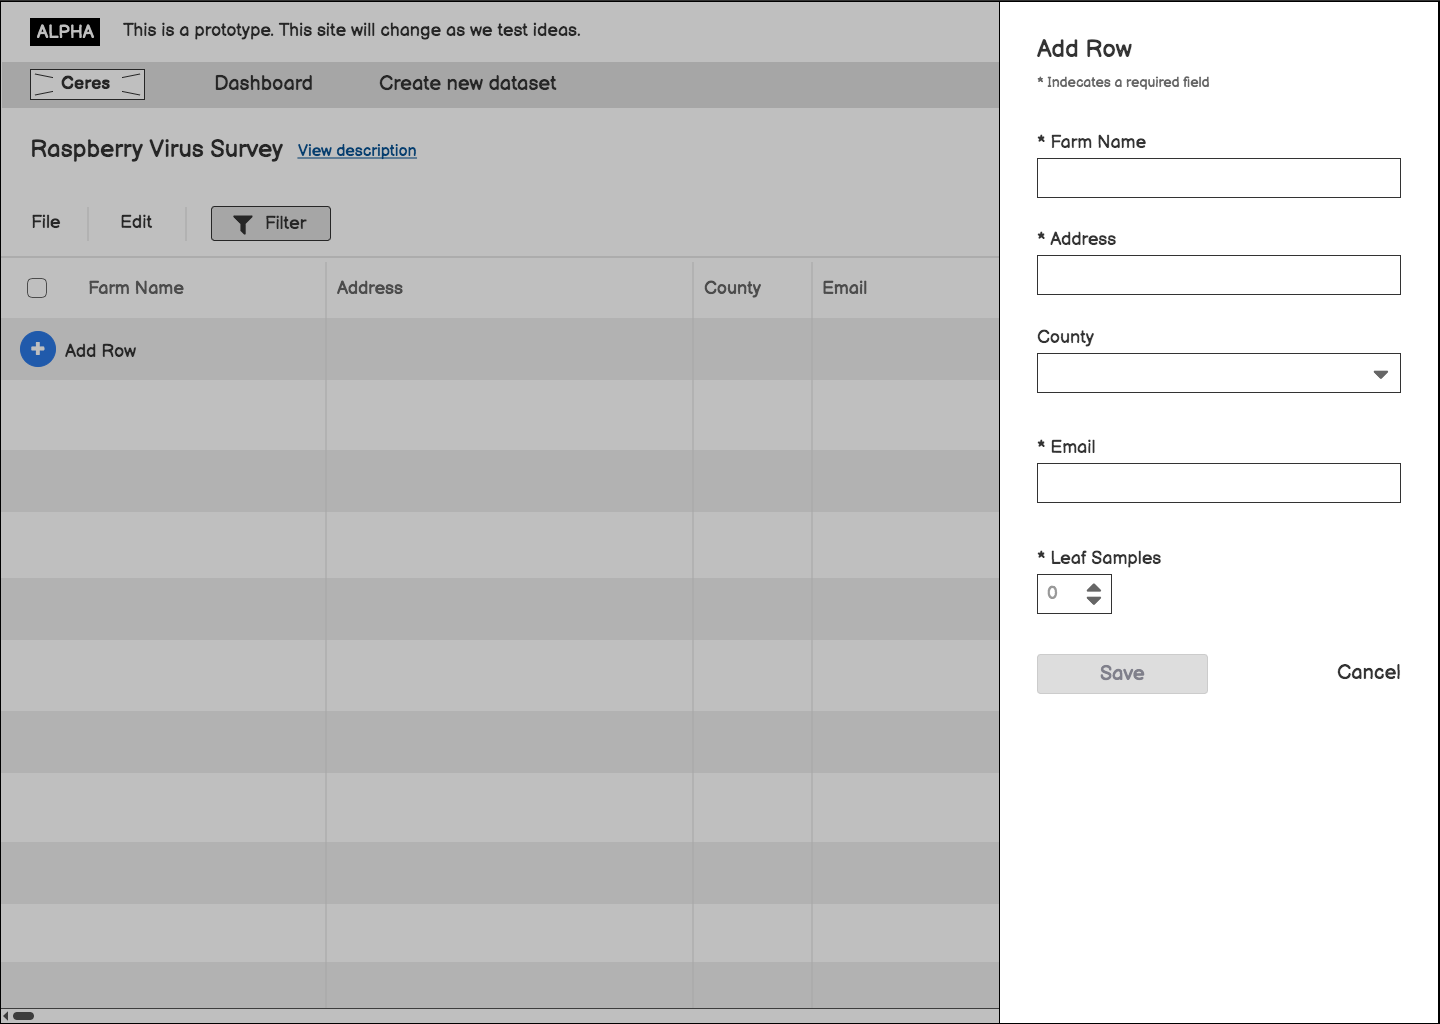 ALPHA This is a prototype. This site will change as we test ideas.
Ceres Dashboard Create new dataset
Raspberry Virus Survey View description
File Edit Filter
Farm Name Address County Email
Add Row
Add Row
* Indecates a required field
* Farm Name
* Address
County
* Email
* Leaf Samples
0
Save Cancel